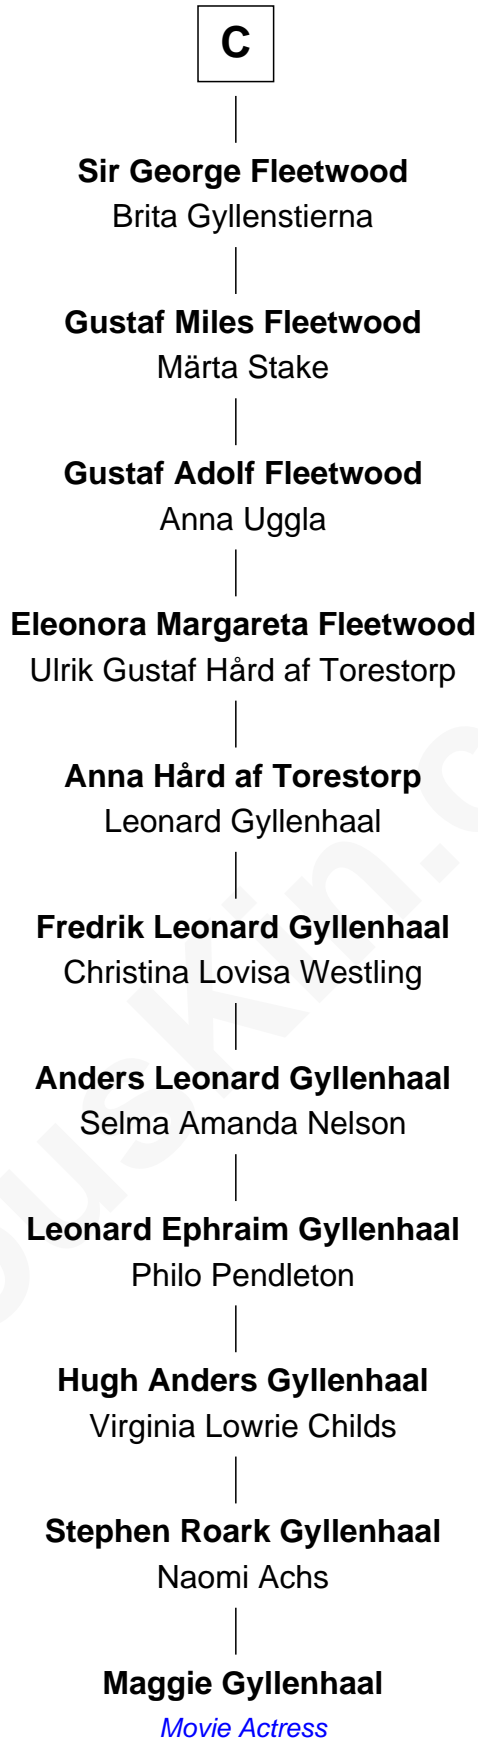 C
Sir George Fleetwood
Brita Gyllenstierna
Gustaf Miles Fleetwood
Märta Stake
Gustaf Adolf Fleetwood
Anna Uggla
Eleonora Margareta Fleetwood
Ulrik Gustaf Hård af Torestorp
Anna Hård af Torestorp
Leonard Gyllenhaal
Fredrik Leonard Gyllenhaal
Christina Lovisa Westling
Anders Leonard Gyllenhaal
Selma Amanda Nelson
Leonard Ephraim Gyllenhaal
Philo Pendleton
Hugh Anders Gyllenhaal
Virginia Lowrie Childs
Stephen Roark Gyllenhaal
Naomi Achs
Maggie Gyllenhaal
Movie Actress